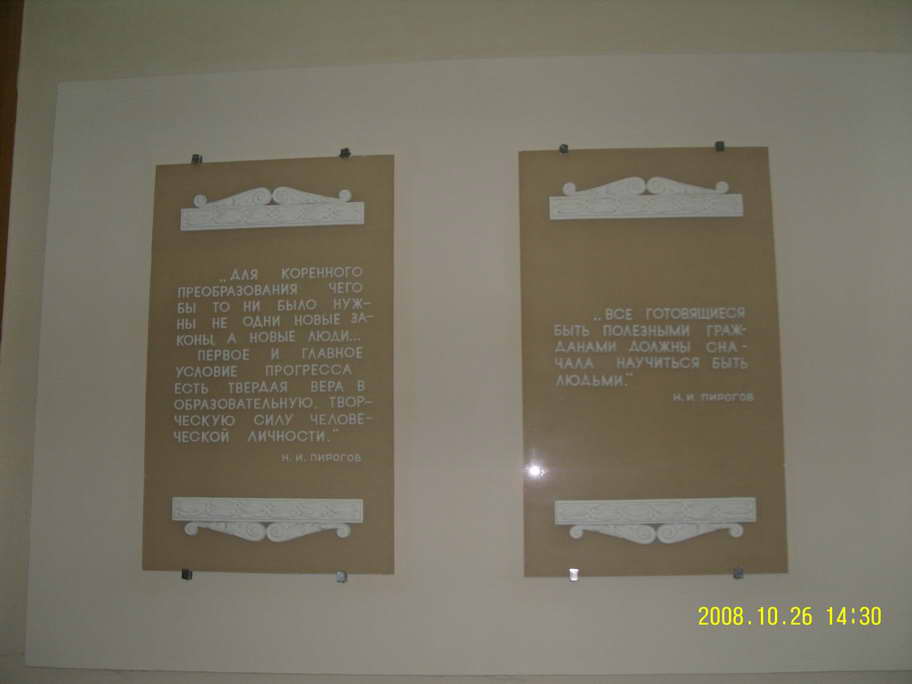 „ДЛЯ КОРЕННОГО
ПРЕОБРАЗОВАНИЯ ЧЕГО
БЫ ТО НИ БЫЛО НУЖ-
НЫ НЕ ОДНИ НОВЫЕ ЗА-
КОНЫ, А НОВЫЕ ЛЮДИ...
ПЕРВОЕ И ГЛАВНОЕ
УСЛОВИЕ ПРОГРЕССА
ЕСТЬ ТВЕРДАЯ ВЕРА В
ОБРАЗОВАТЕЛЬНУЮ, ТВОР-
ЧЕСКУЮ СИЛУ ЧЕЛОВЕ-
ЧЕСКОЙ ЛИЧНОСТИ."
Н. И. ПИРОГОВ
„ВСЕ ГОТОВЯЩИЕСЯ
БЫТЬ ПОЛЕЗНЫМИ ГРАЖ-
ДАНАМИ ДОЛЖНЫ СНА-
ЧАЛА НАУЧИТЬСЯ БЫТЬ
ЛЮДЬМИ."
Н. И. ПИРОГОВ
2008.10.26 14:30